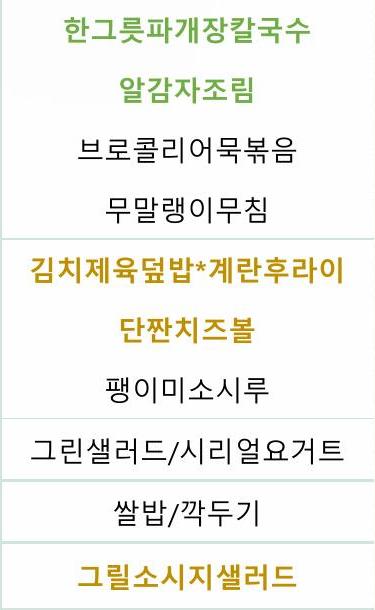 한그릇파개장칼국수
알감자조림
브로콜리어묵볶음
무말랭이무침
김치제육덮밥*계란후라이
단짠치즈볼
팽이미소시루
그린샐러드/시리얼요거트
쌀밥/깍두기
그릴소시지샐러드